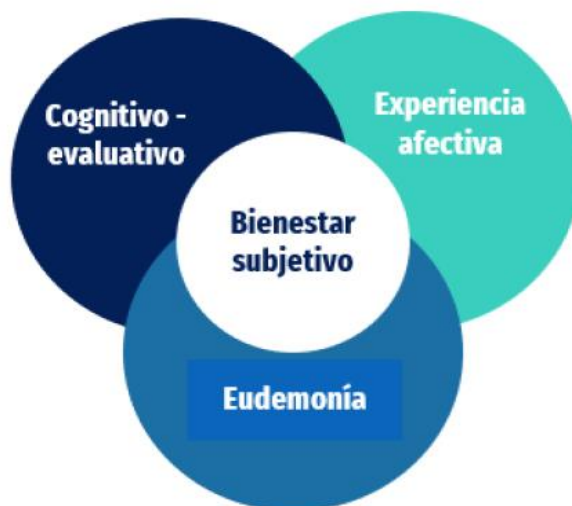 Cognitivo -
evaluativo
Experiencia
afectiva
Bienestar
subjetivo
Eudemonía